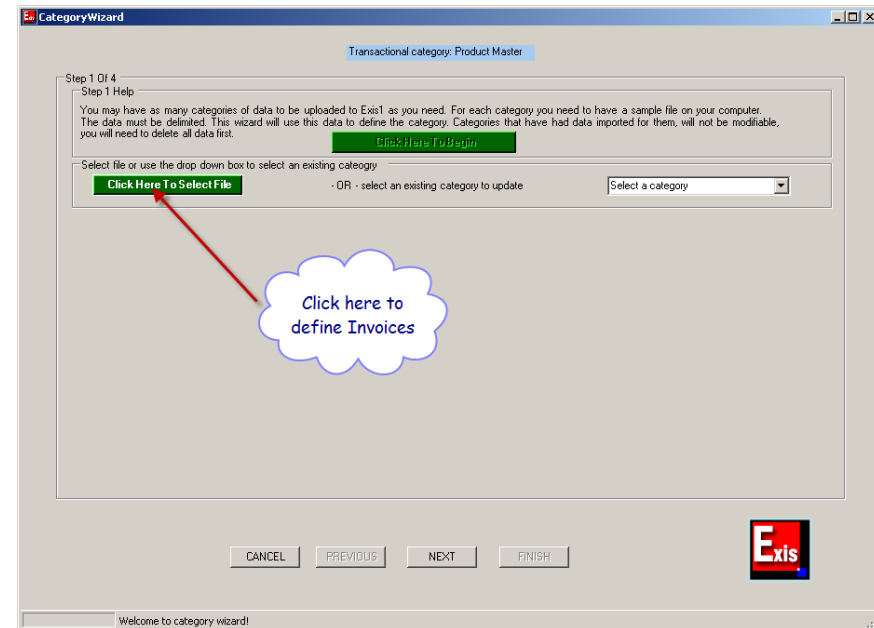 CategoryWizard
Transactional category: Product Master
Step 1 Of 4
Step 1 Help
You may have as many categories of data to be uploaded to Exis1 as you need. For each category you need to have a sample file on your computer.
The data must be delimited. This wizard will use this data to define the category. Categories that have had data imported for them, will not be modifiable,
you will need to delete all data first.
Click Here To Begin
Select file or use the drop down box to select an existing cateogry
Click Here To Select File
- OR - select an existing category to update
Select a category
Click here to
define Invoices
Exis
CANCEL
PREVIOUS
NEXT
FINISH
Welcome to category wizard!